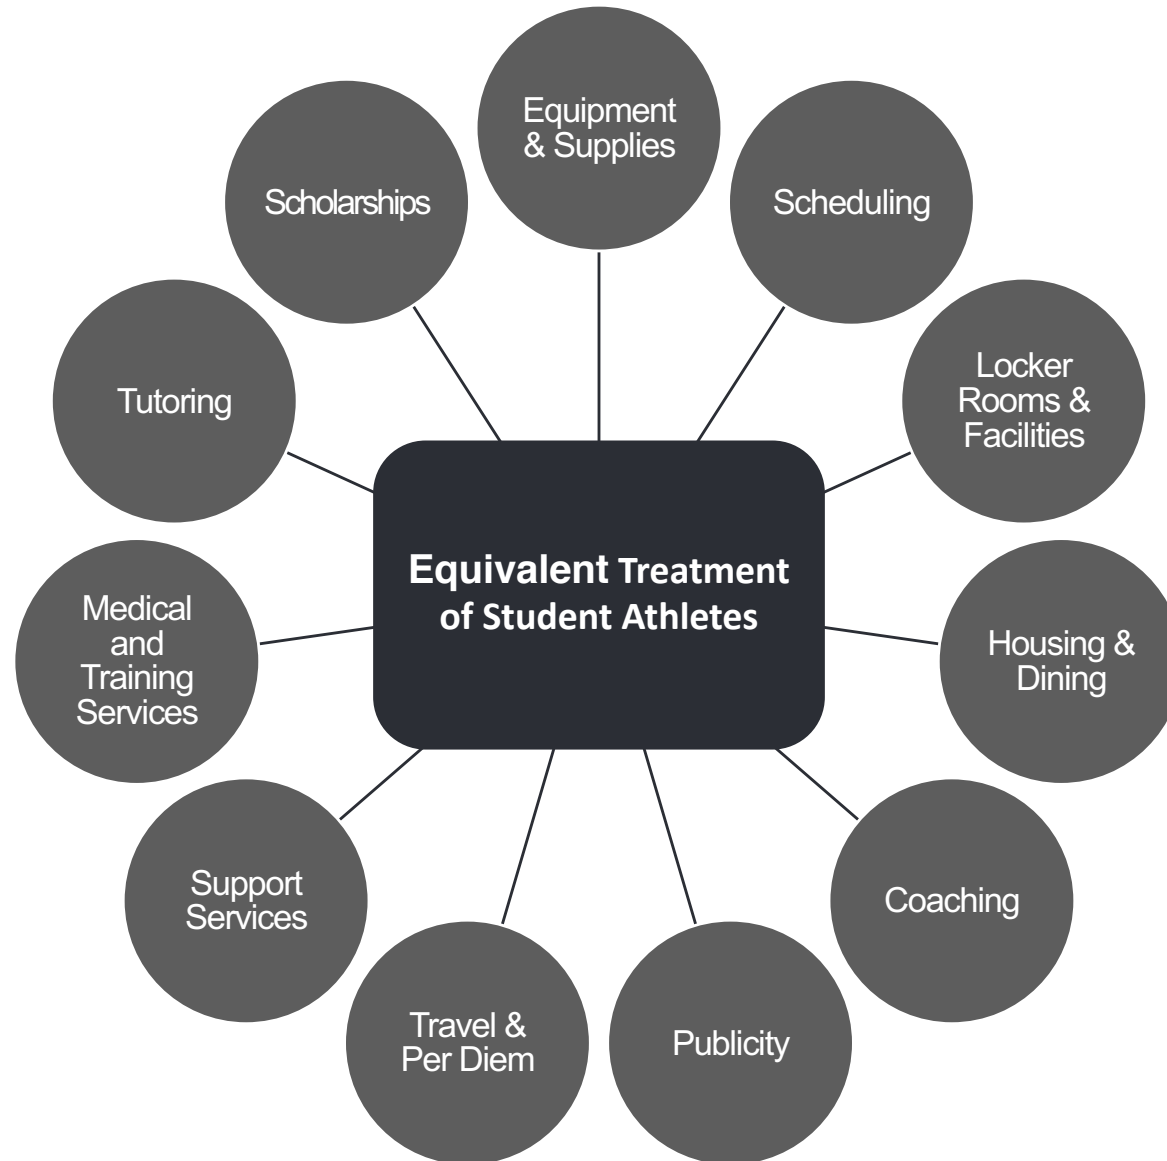 Equipment
& Supplies
Scheduling
Locker
Rooms &
Facilities
Housing &
Dining
Coaching
Publicity
Travel &
Per Diem
Support
Services
Medical
and
Training
Services
Tutoring
Scholarships
Equivalent Treatment
of Student Athletes